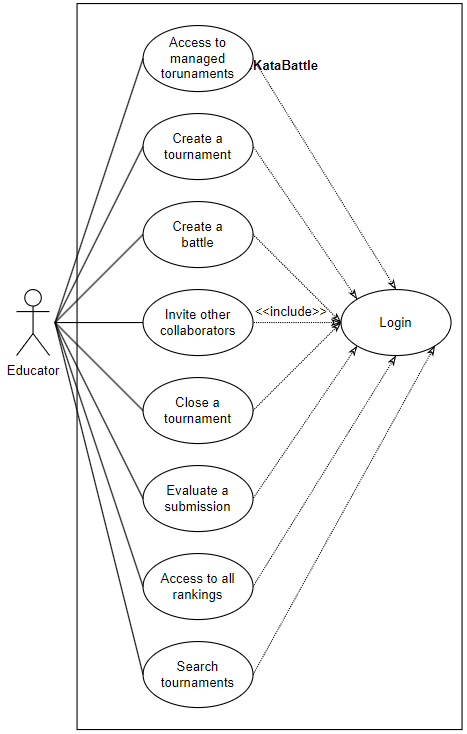 Access to
managed
torunaments
KataBattle
Create a
tournament
Create a
battle
Invite other
collaborators
<<include>>
Login
Educator
Close a
tournament
Evaluate a
submission
Access to all
rankings
Search
tournaments